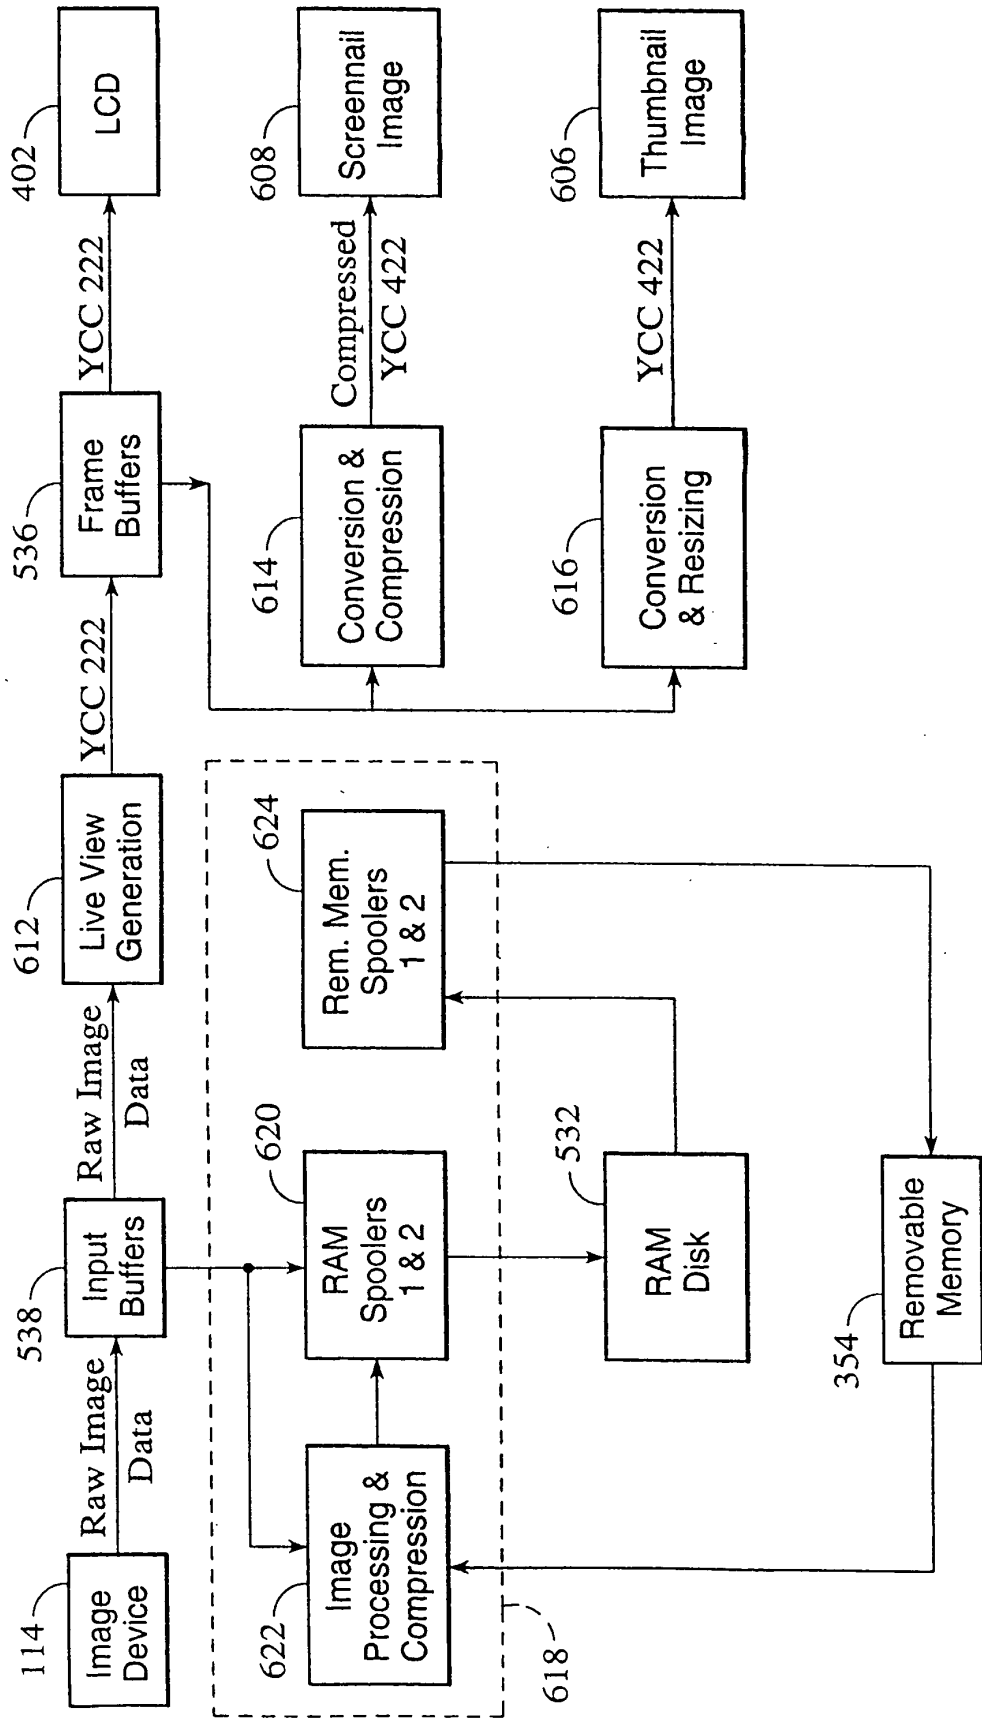 114
Image
Device
Raw Image
Data
538
Input
Buffers
Raw Image
Data
612
Live View
Generation
YCC 222
536
Frame
Buffers
YCC 222
402
LCD
622
Image
Processing &
Compression
620
RAM
Spoolers
1 & 2
624
Rem. Mem.
Spoolers
1 & 2
614
Conversion &
Compression
Compressed
YCC 422
608
Screennail
Image
618
532
RAM
Disk
616
Conversion
& Resizing
YCC 422
606
Thumbnail
Image
354
Removable
Memory